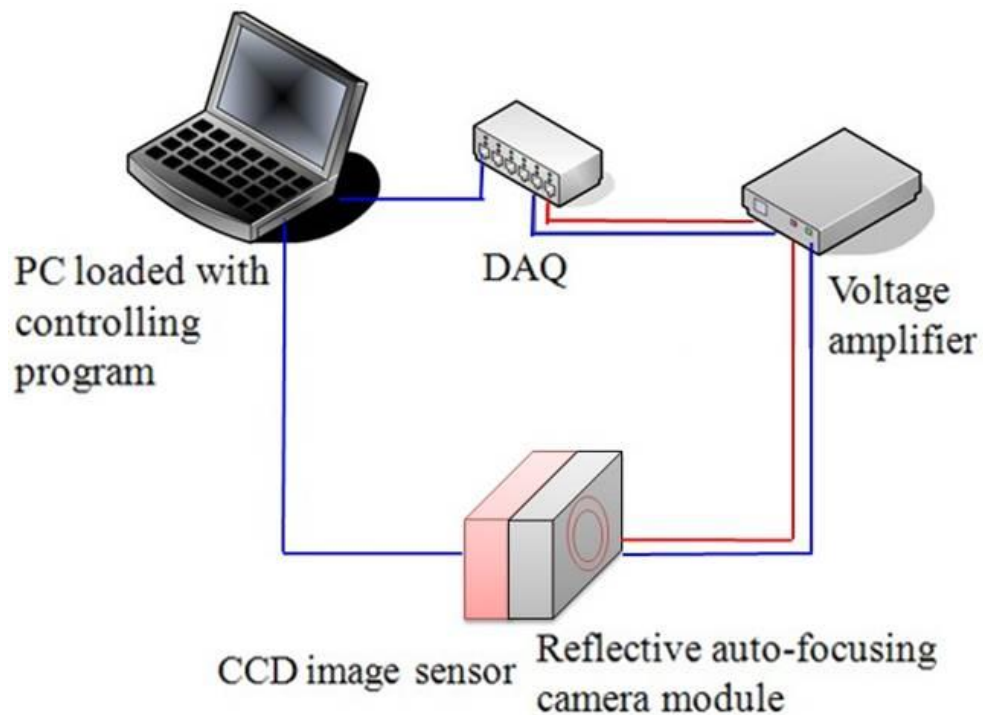 PC loaded with
controlling
program
DAQ
Voltage
amplifier
CCD image sensor
Reflective auto-focusing
camera module